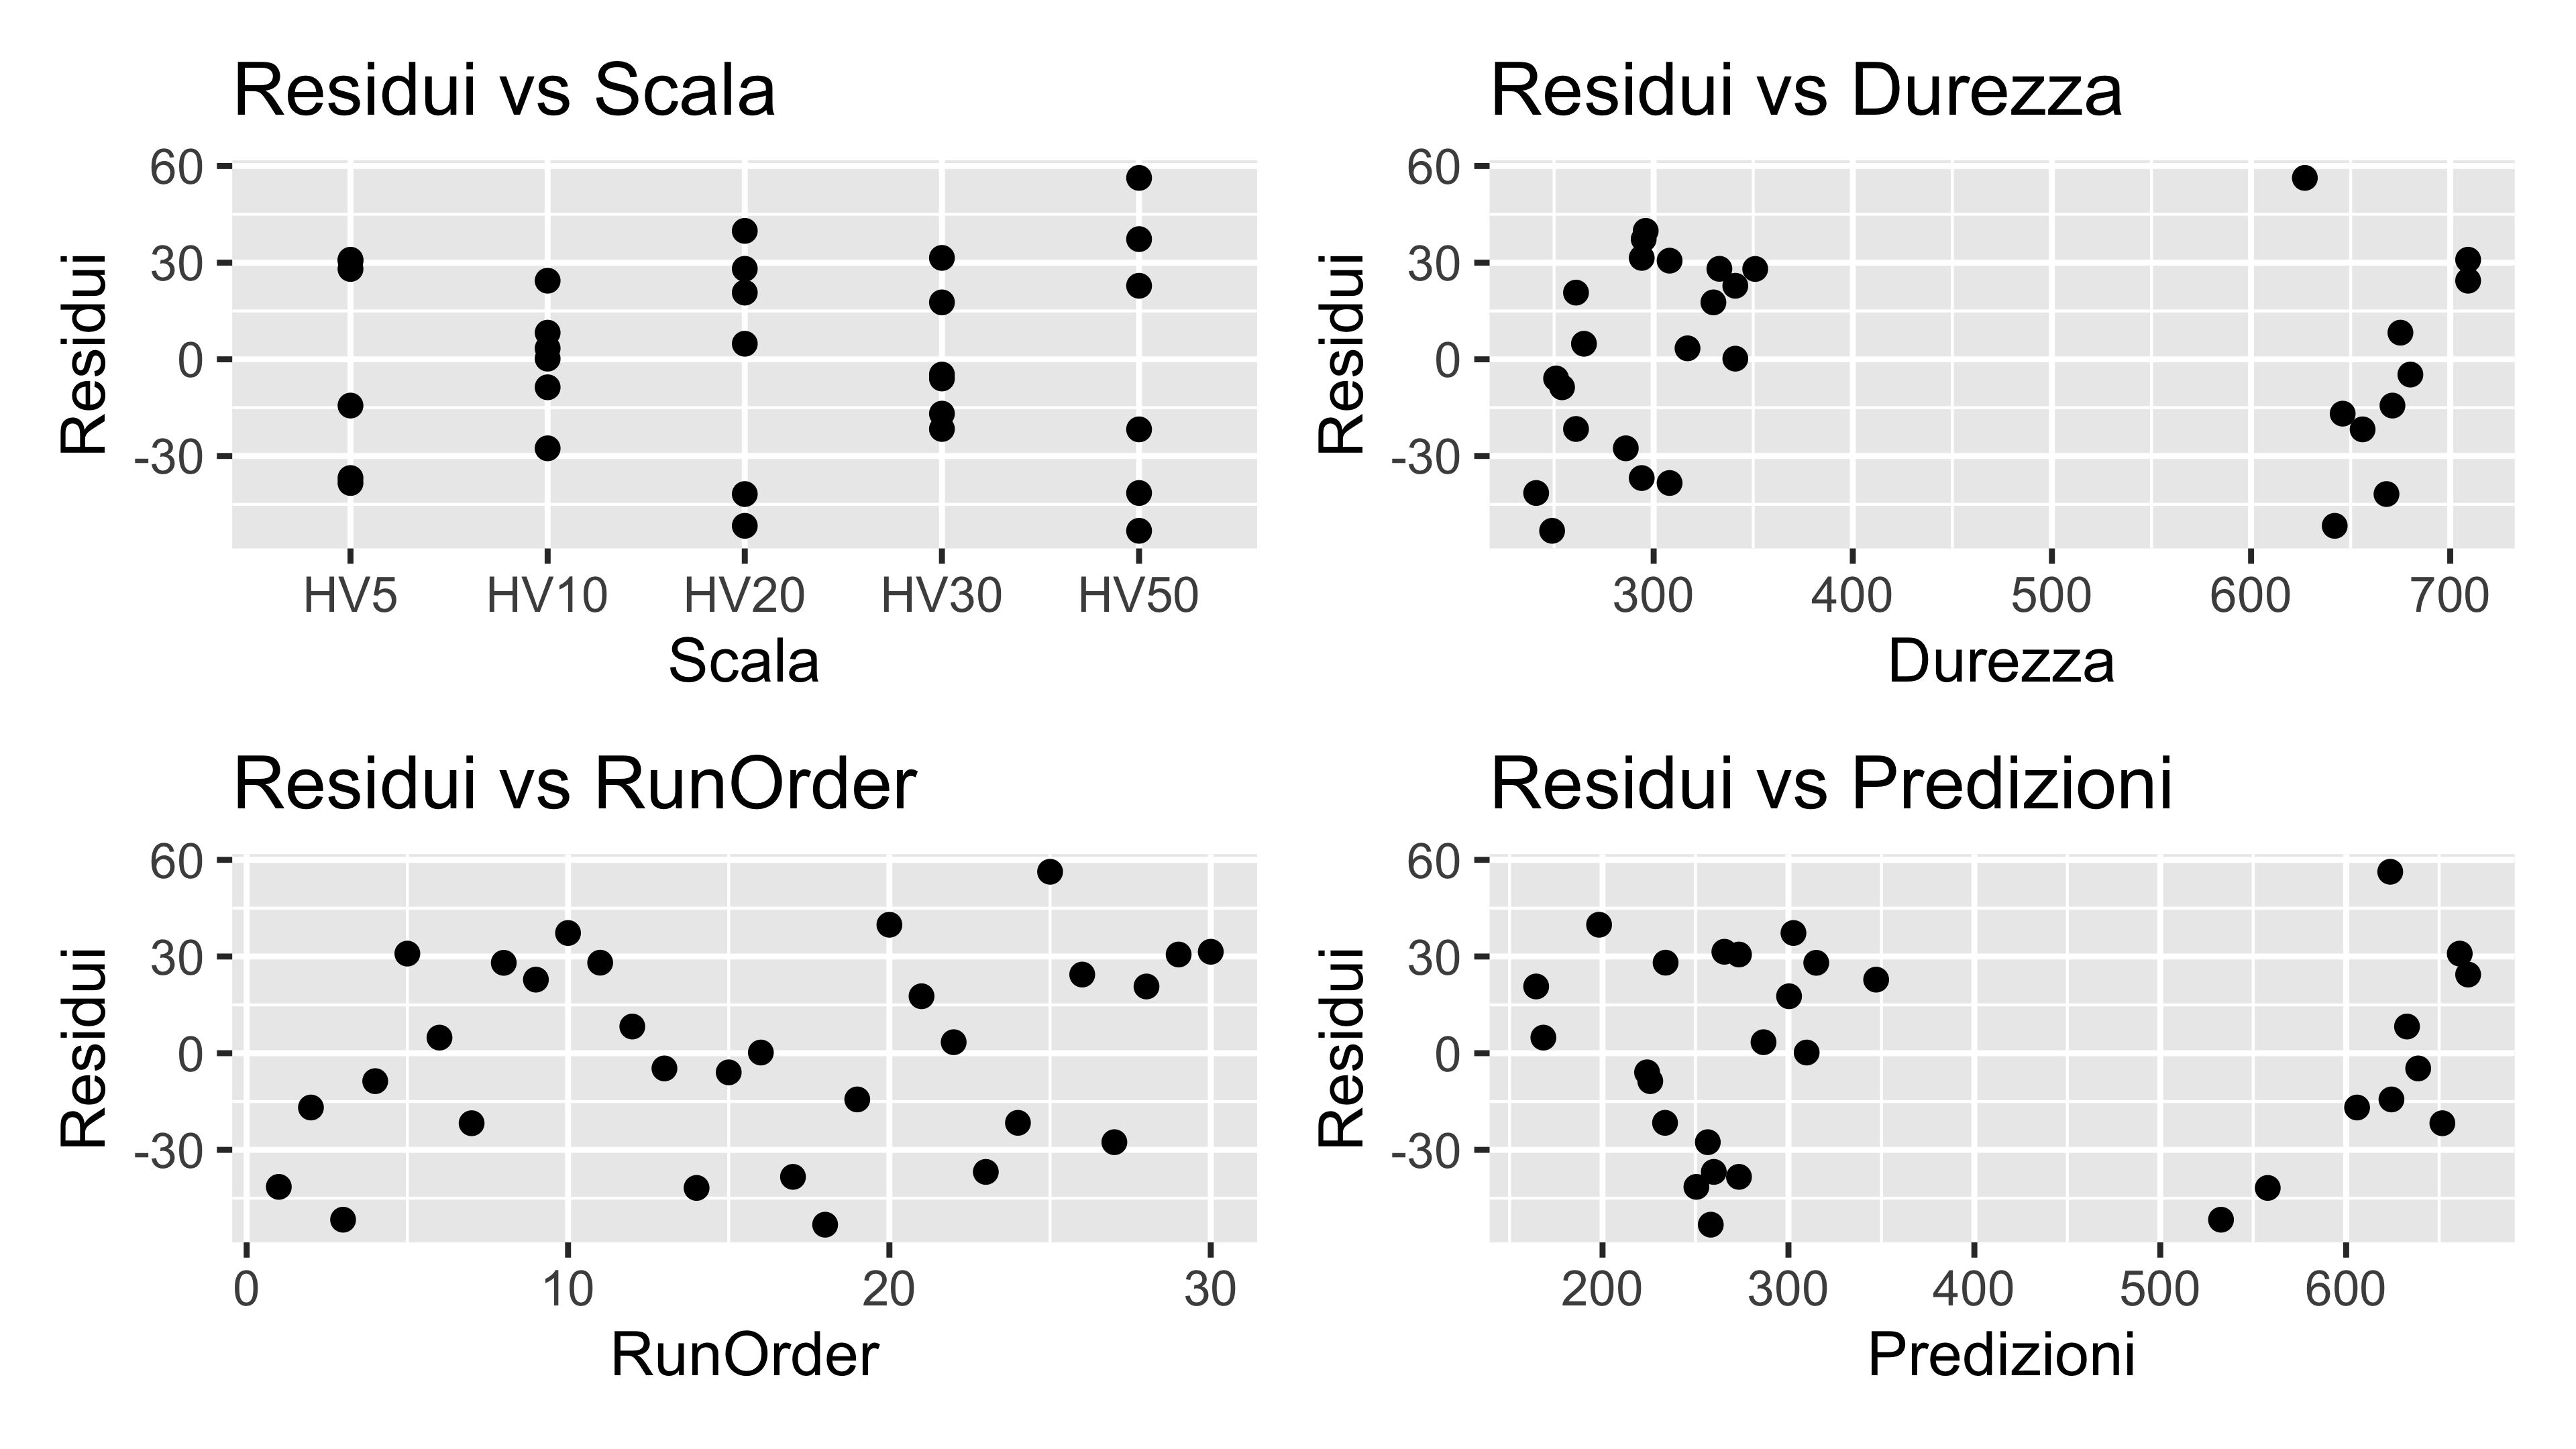 Residui vs Scala
60
30
0
-30
Residui
HV5 HV10 HV20 HV30 HV50
Scala
Residui vs Durezza
60
30
0
-30
Residui
300 400 500 600 700
Durezza
Residui vs RunOrder
60
30
0
-30
Residui
0 10 20 30
RunOrder
Residui vs Predizioni
60
30
0
-30
Residui
200 300 400 500 600
Predizioni